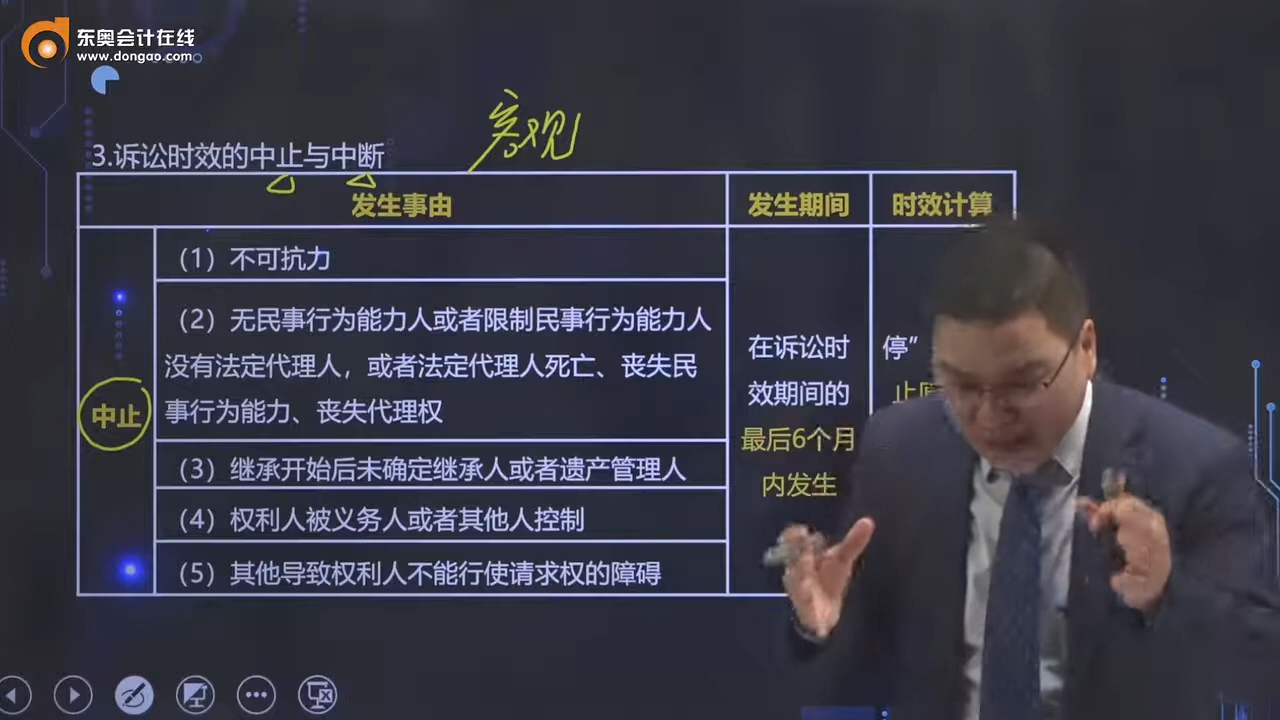 东奥会计在线
www.dongao.com
客观
3.诉讼时效的中止与中断
发生事由
发生期间
时效计算
中止
（1）不可抗力
（2）无民事行为能力人或者限制民事行为能力人
没有法定代理人，或者法定代理人死亡、丧失民
事行为能力、丧失代理权
（3）继承开始后未确定继承人或者遗产管理人
（4）权利人被义务人或者其他人控制
（5）其他导致权利人不能行使请求权的障碍
在诉讼时
效期间的
最后6个月
内发生
停”
止